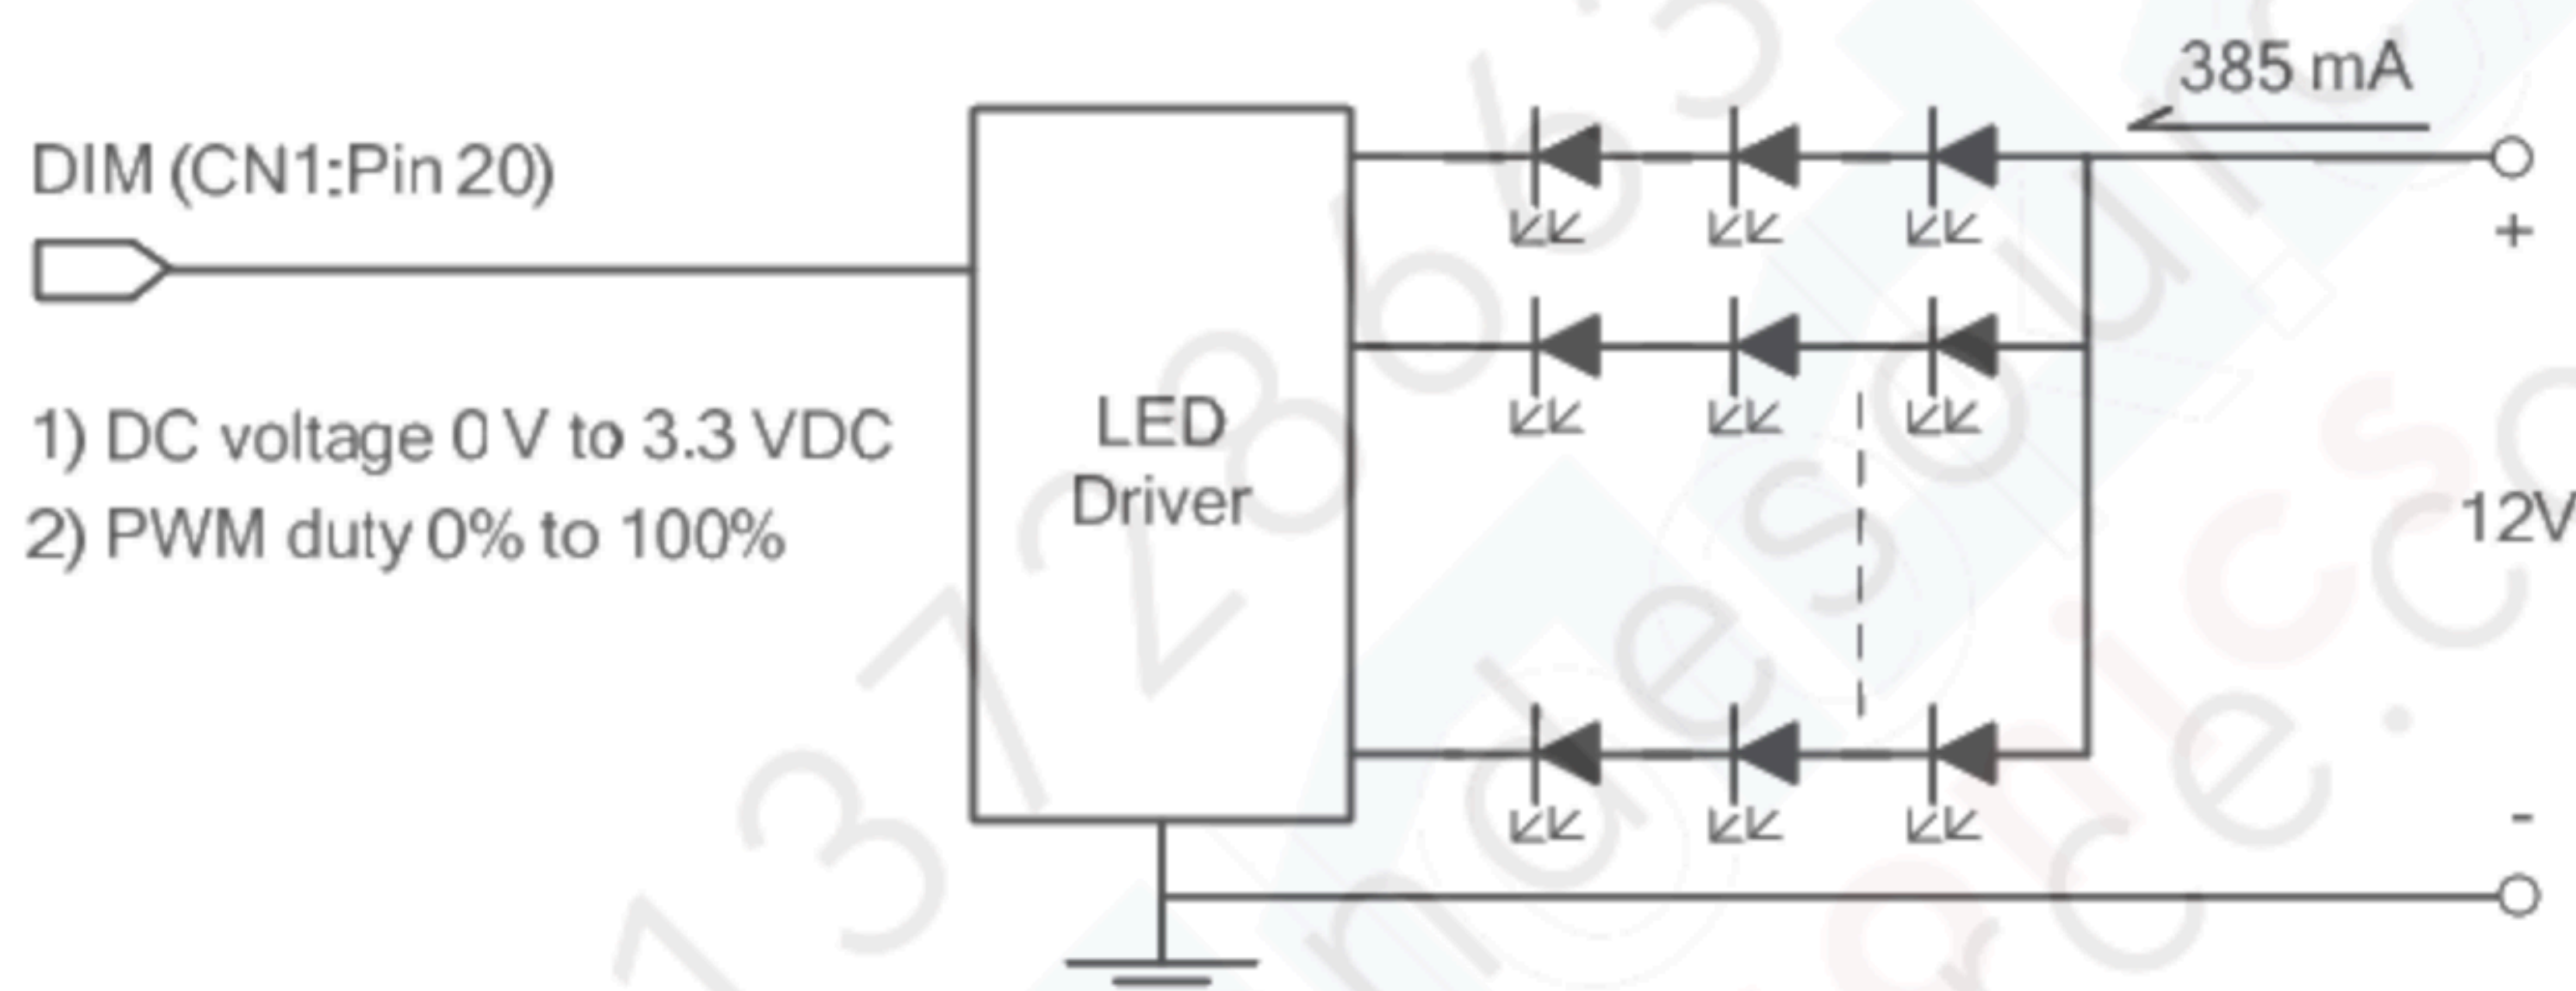 385 mA
DIM (CN1:Pin 20)
+
1) DC voltage 0 V to 3.3 VDC
LED
Driver
12V
2) PWM duty 0% to 100%
-